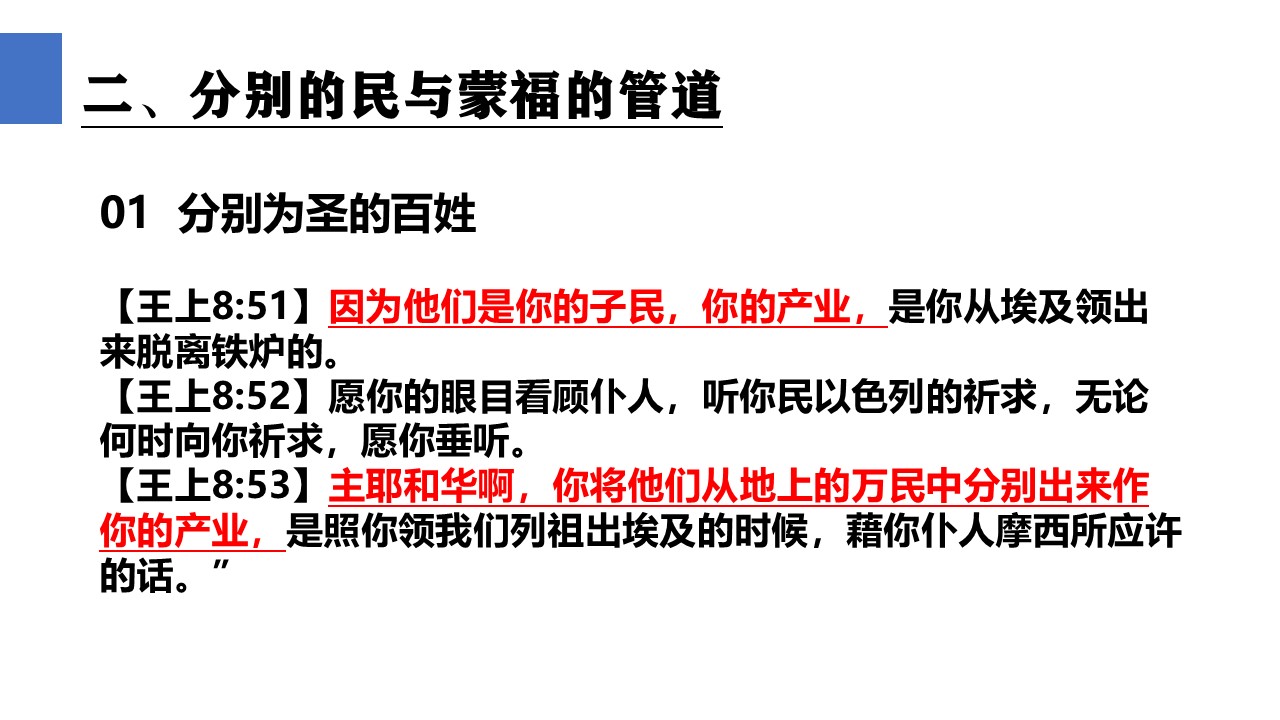 二、分别的民与蒙福的管道
01 分别为圣的百姓
【王上8:51】因为他们是你的子民，你的产业，是你从埃及领出
来脱离铁炉的。
【王上8:52】愿你的眼目看顾仆人，听你民以色列的祈求，无论
何时向你祈求，愿你垂听。
【王上8:53】主耶和华啊，你将他们从地上的万民中分别出来作
你的产业，是照你领我们列祖出埃及的时候，藉你仆人摩西所应许
的话。”